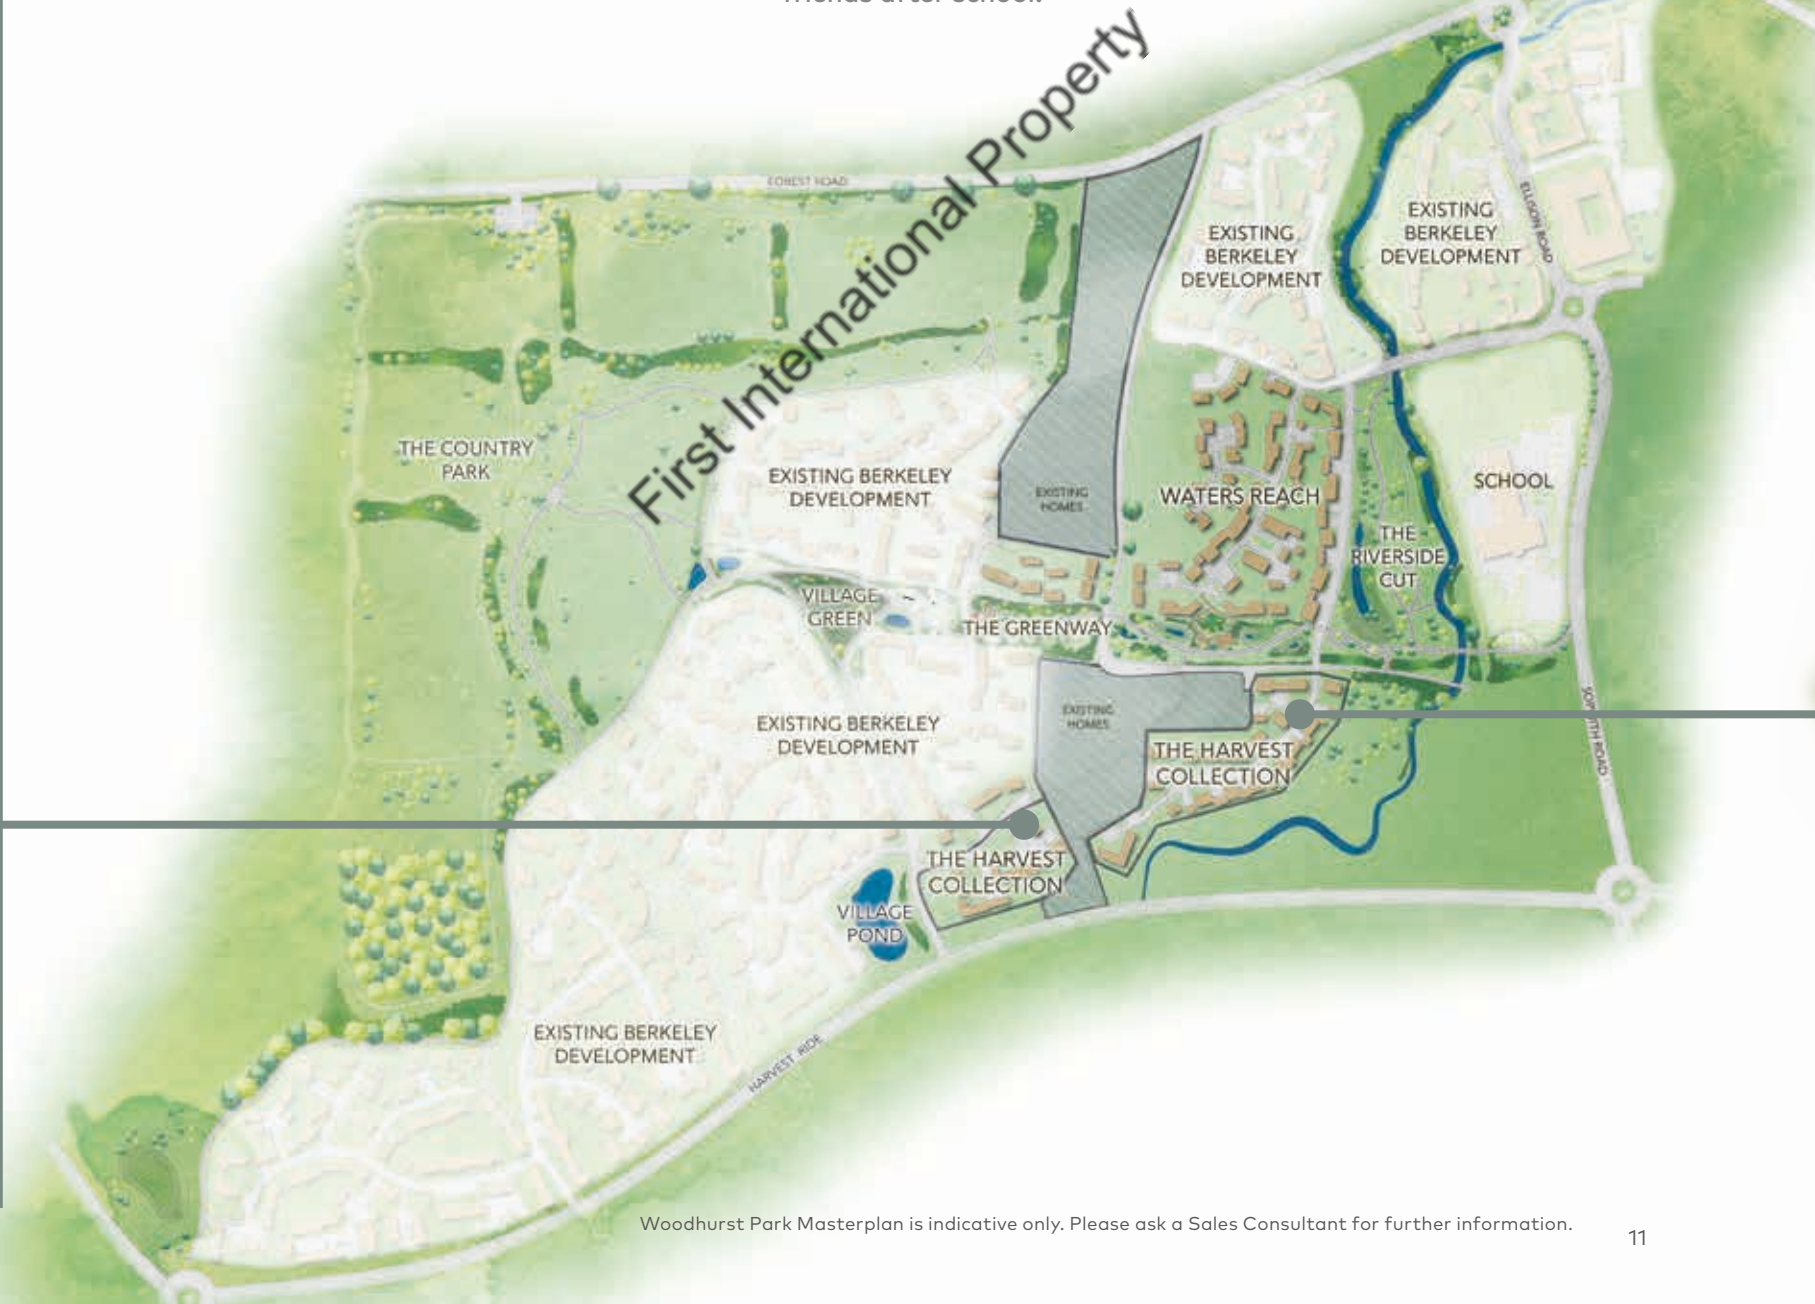 friends after school.
First International Property
FOREST ROAD
EXISTING
BERKELEY
DEVELOPMENT
EXISTING
BERKELEY
DEVELOPMENT
ELLISON ROAD
THE COUNTRY
PARK
EXISTING BERKELEY
DEVELOPMENT
EXISTING
HOMES
WATERS REACH
SCHOOL
THE
RIVERSIDE
CUT
VILLAGE
GREEN
THE GREENWAY
EXISTING BERKELEY
DEVELOPMENT
EXISTING
HOMES
THE HARVEST
COLLECTION
ROAD
THE HARVEST
COLLECTION
VILLAGE
POND
EXISTING BERKELEY
DEVELOPMENT
HARVEST RIDE
Woodhurst Park Masterplan is indicative only. Please ask a Sales Consultant for further information.
11